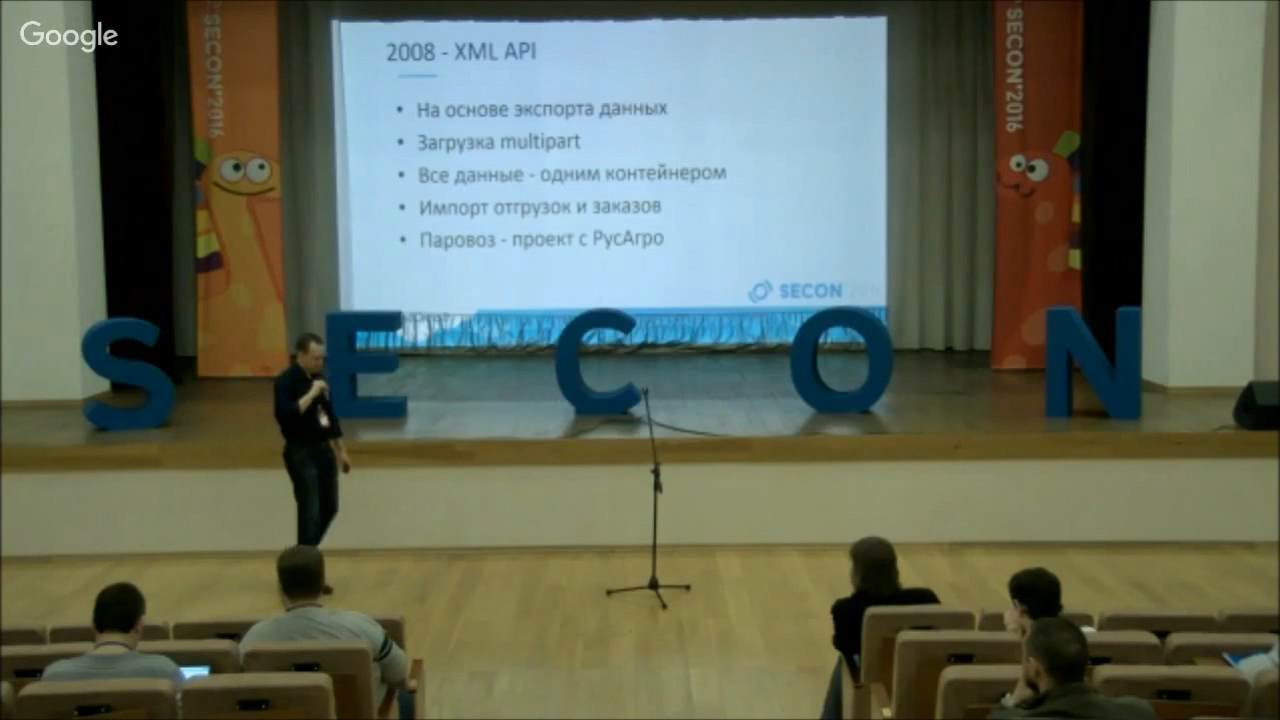 Google
SECON'2016
SECON'2016
2008 - XML API
• На основе экспорта данных
• Загрузка multipart
• Все данные - одним контейнером
• Импорт отгрузок и заказов
• Паровоз - проект с РусАгро
SECON
SECON